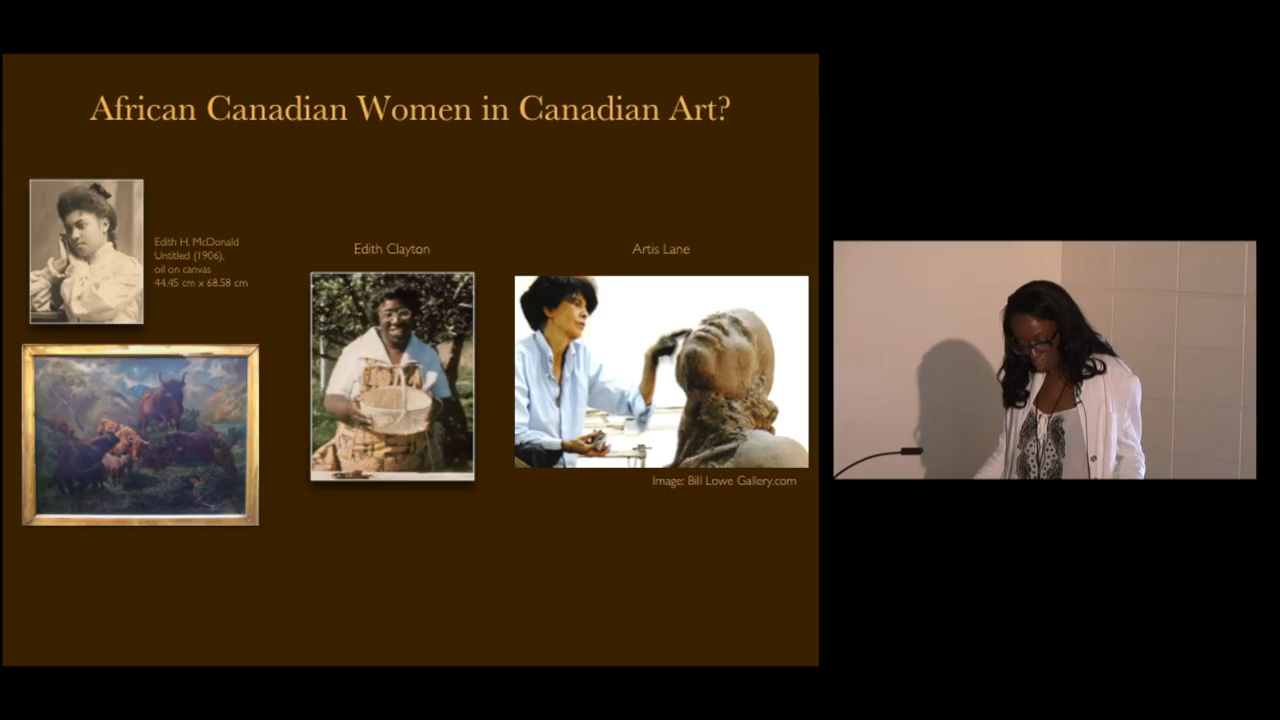 African Canadian Women in Canadian Art?
Edith H. McDonald
Untitled (1906),
oil on canvas
44.45 cm x 68.58 cm
Edith Clayton
Artis Lane
Image: Bill Lowe Gallery.com